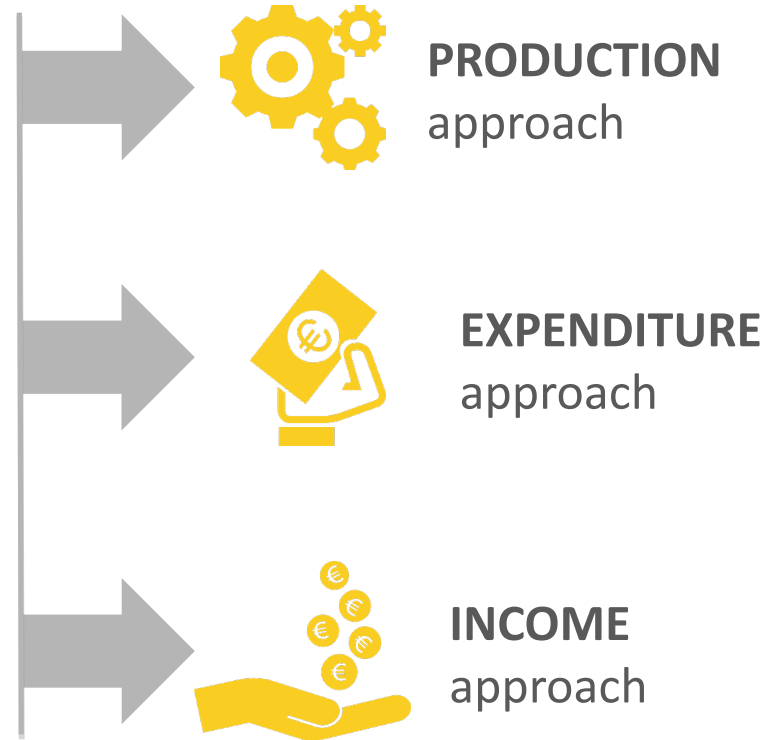 PRODUCTION
approach
€
EXPENDITURE
approach
€
€
€
€
€
INCOME
approach